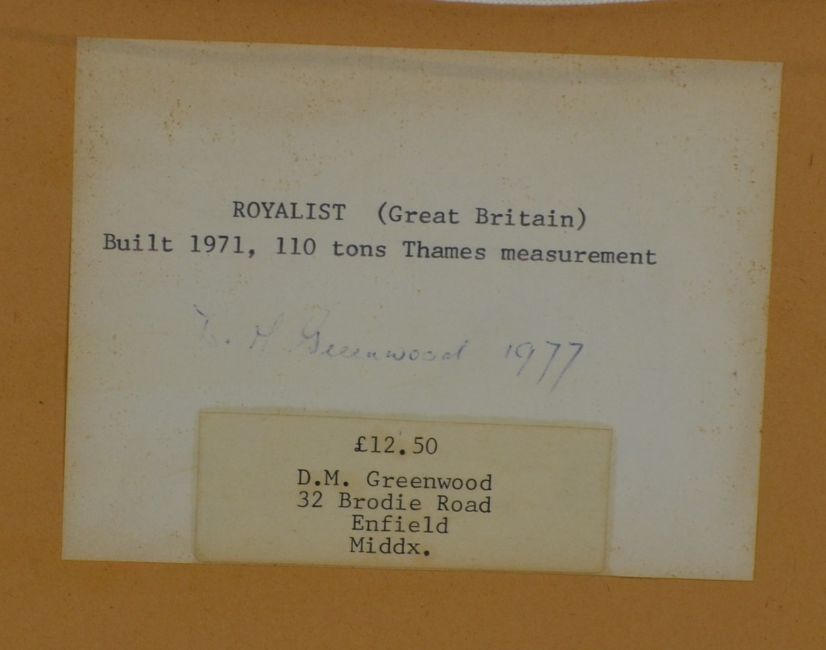 ROYALIST (Great Britain)
Built 1971, 110 tons Thames measurement
D. M Greenwood 1977
£12.50
D.M. Greenwood
32 Brodie Road
Enfield
Middx.